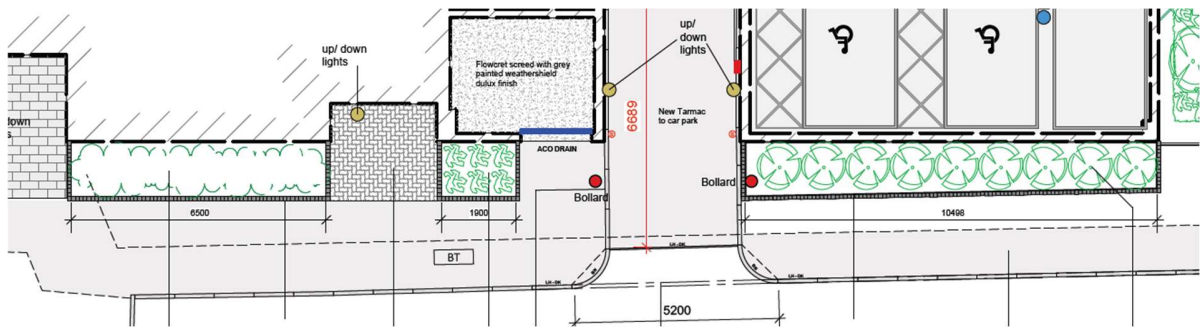 up/ down
lights
up/
down
lights
Flowcret screed with grey
painted weathershield
dulux finish
6689
New Tarmac
to car park
own
s
ACO DRAIN
Bollard
Bollard
6500
1900
10498
BT
5200